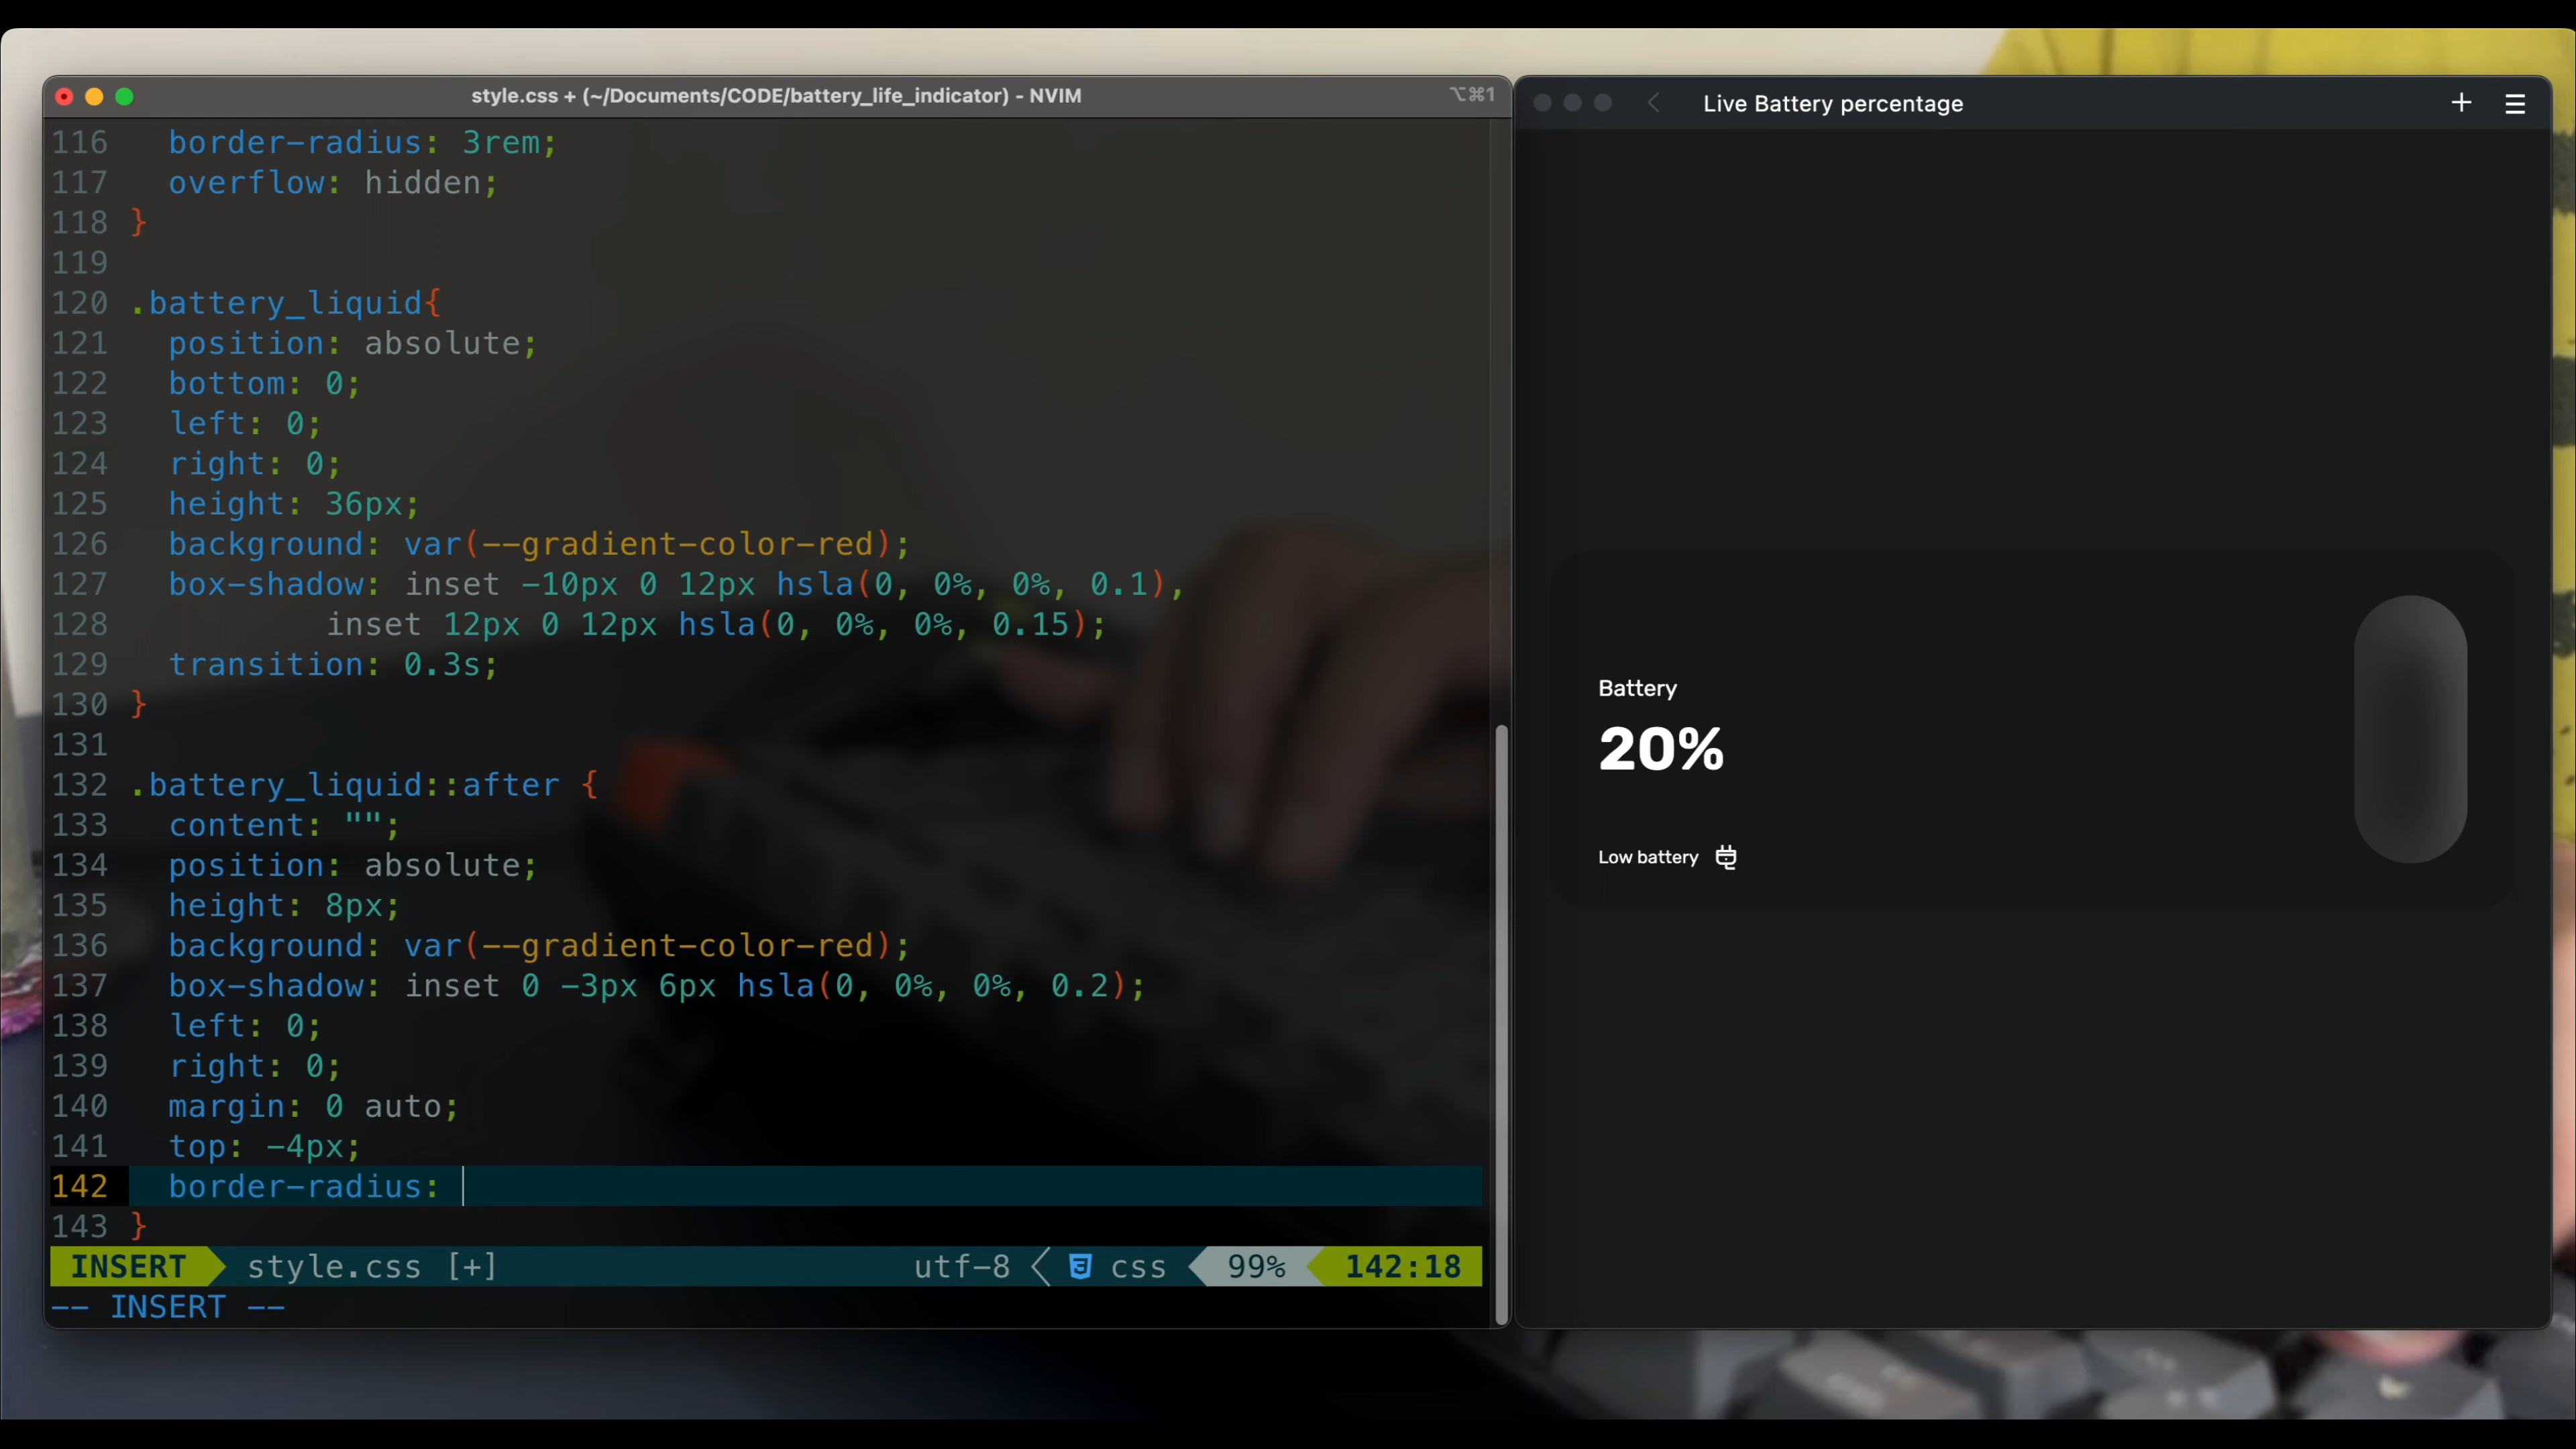 style.css + (~/Documents/CODE/battery_life_indicator) - NVIM
⌥⌘1
116 border-radius: 3rem;
117 overflow: hidden;
118 }
119
120 .battery_liquid{
121 position: absolute;
122 bottom: 0;
123 left: 0;
124 right: 0;
125 height: 36px;
126 background: var(--gradient-color-red);
127 box-shadow: inset -10px 0 12px hsla(0, 0%, 0%, 0.1),
128 inset 12px 0 12px hsla(0, 0%, 0%, 0.15);
129 transition: 0.3s;
130 }
131
132 .battery_liquid::after {
133 content: "";
134 position: absolute;
135 height: 8px;
136 background: var(--gradient-color-red);
137 box-shadow: inset 0 -3px 6px hsla(0, 0%, 0%, 0.2);
138 left: 0;
139 right: 0;
140 margin: 0 auto;
141 top: -4px;
142 border-radius:
143 }
INSERT style.css [+] utf-8 css 99% 142:18
-- INSERT --
Live Battery percentage
Battery
20%
Low battery